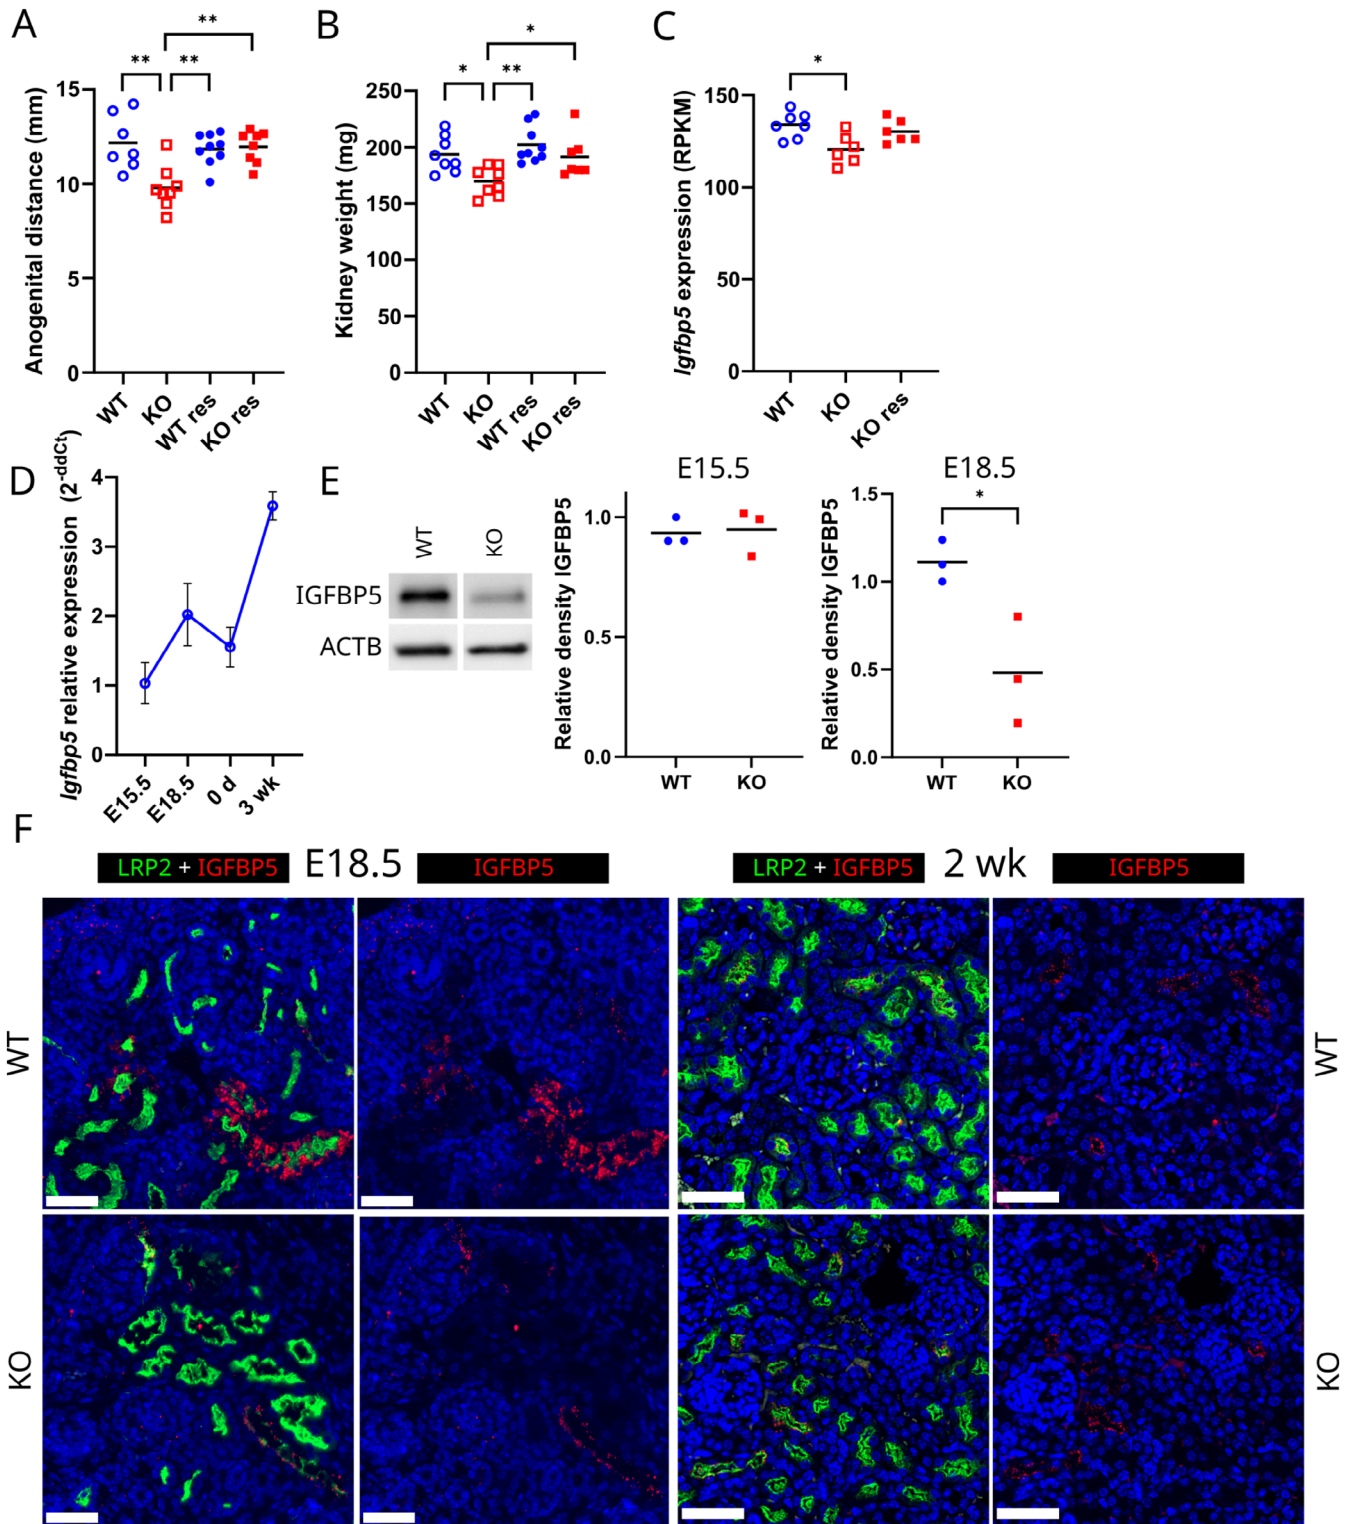 A
**
**
**
Anogenital distance (mm)
15
10
5
0
WT
KO
WT res
KO res
B
*
*
**
Kidney weight (mg)
250
200
150
100
50
0
WT
KO
WT res
KO res
C
*
Igfbp5 expression (RPKM)
150
100
50
0
WT
KO
KO res
D
Igfbp5 relative expression (2^-ddCt)
4
3
2
1
0
E15.5
E18.5
0 d
3 wk
E
WT
KO
IGFBP5
ACTB
E15.5
Relative density IGFBP5
1.0
0.5
0.0
WT
KO
E18.5
*
Relative density IGFBP5
1.5
1.0
0.5
0.0
WT
KO
F
LRP2 + IGFBP5
E18.5
IGFBP5
LRP2 + IGFBP5
2 wk
IGFBP5
WT
WT
KO
KO